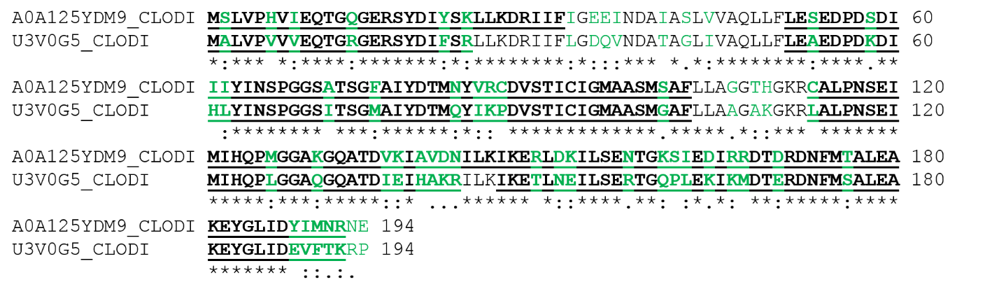 A0A125YDM9_CLODI MSLVPHVIEQTGQGERSYDIYSKLLKDRIIFIGEEINDAIASLVVAQLLFLESEDPDSDI 60
U3V0G5_CLODI MALVPVVVEQTGRGERSYDIFSRLLKDRIIFLGDQVNDATAGLIVAQLLFLEAEDPDKDI 60
*:*** *:****:*******:*:********:*:::*** *.*:********:****.**
A0A125YDM9_CLODI IIYINSPGGSATSGFAIYDTMNYVRCDVSTICIGMAASMSAFLLAGGTHGKRCALPNSEI 120
U3V0G5_CLODI HLYINSPGGSITSGMAIYDTMQYIKPDVSTICIGMAASMGAFLLAAGAKGKRLALPNSEI 120
:******** ***:******:*:: *************.*****.*::*** *******
A0A125YDM9_CLODI MIHQPMGGAKGQATDVKIAVDNILKIKERLDKILSENTGKSIEDIRRDTDRDNFMTALEA 180
U3V0G5_CLODI MIHQPLGGAQGQATDIEIHAKRILKIKETLNEILSERTGQPLEKIKMDTERDNFMSALEA 180
*****:***:*****::* ...****** *::****.**: :*.*: **:*****:****
A0A125YDM9_CLODI KEYGLIDYIMNRNE 194
U3V0G5_CLODI KEYGLIDEVFTKRP 194
******* ::.:.